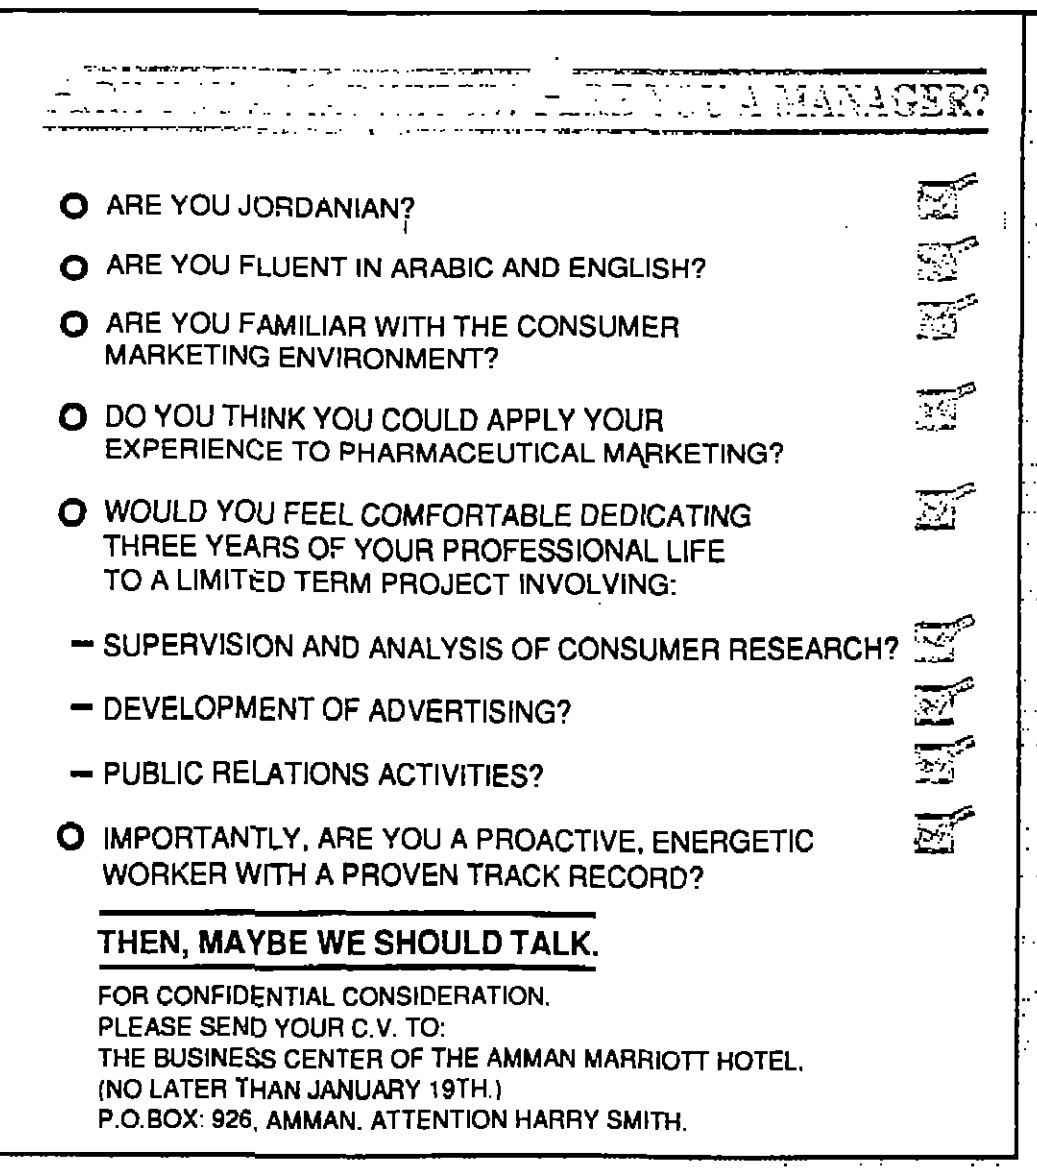 ARE YOU A MANAGER?
O ARE YOU JORDANIAN?
O ARE YOU FLUENT IN ARABIC AND ENGLISH?
O ARE YOU FAMILIAR WITH THE CONSUMER
MARKETING ENVIRONMENT?
O DO YOU THINK YOU COULD APPLY YOUR
EXPERIENCE TO PHARMACEUTICAL MARKETING?
O WOULD YOU FEEL COMFORTABLE DEDICATING
THREE YEARS OF YOUR PROFESSIONAL LIFE
TO A LIMITED TERM PROJECT INVOLVING:
– SUPERVISION AND ANALYSIS OF CONSUMER RESEARCH?
– DEVELOPMENT OF ADVERTISING?
– PUBLIC RELATIONS ACTIVITIES?
O IMPORTANTLY, ARE YOU A PROACTIVE, ENERGETIC
WORKER WITH A PROVEN TRACK RECORD?
THEN, MAYBE WE SHOULD TALK.
FOR CONFIDENTIAL CONSIDERATION.
PLEASE SEND YOUR C.V. TO:
THE BUSINESS CENTER OF THE AMMAN MARRIOTT HOTEL.
(NO LATER THAN JANUARY 19TH.)
P.O.BOX: 926, AMMAN. ATTENTION HARRY SMITH.